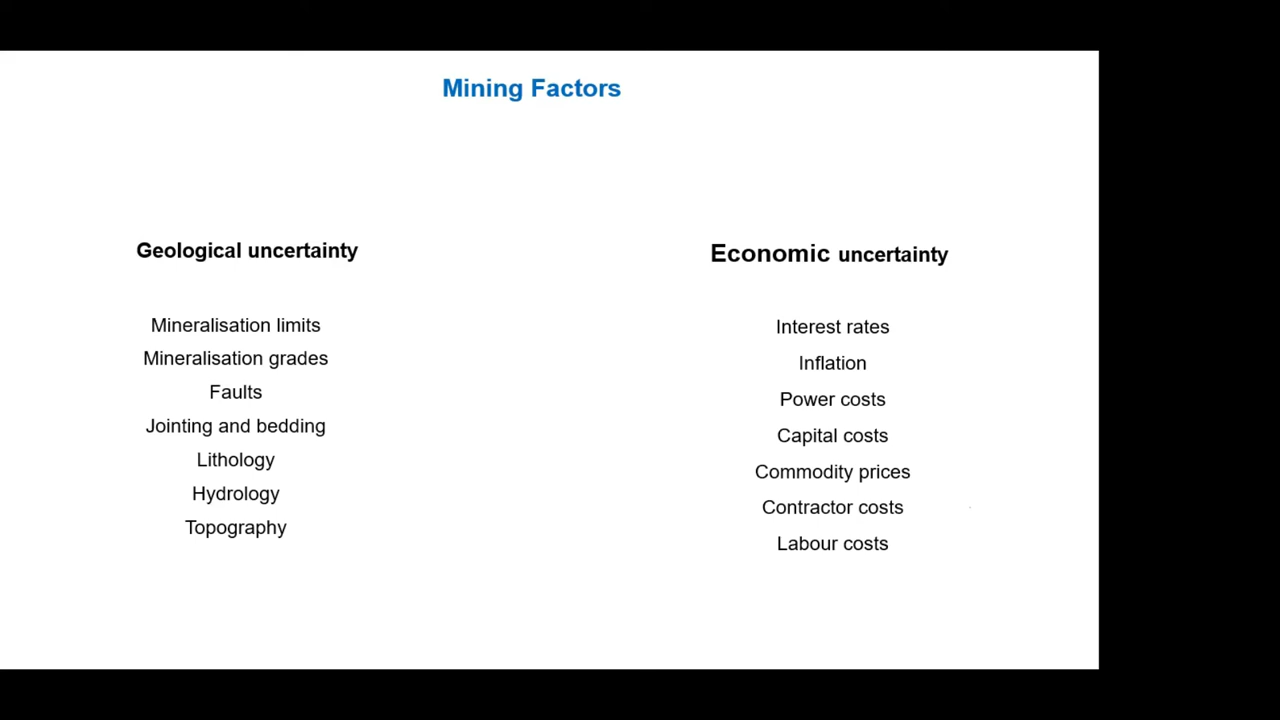 Mining Factors
Geological uncertainty
Mineralisation limits
Mineralisation grades
Faults
Jointing and bedding
Lithology
Hydrology
Topography
Economic uncertainty
Interest rates
Inflation
Power costs
Capital costs
Commodity prices
Contractor costs
Labour costs